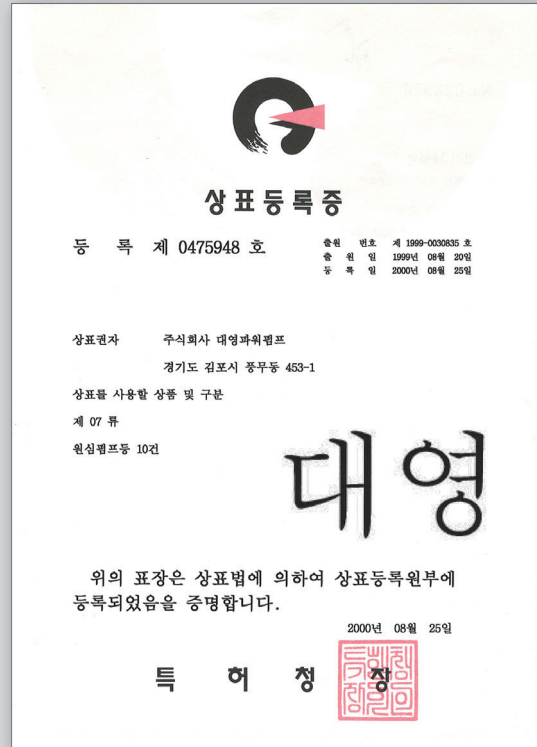 상표등록증
등 록 제 0475948 호
출원 번호 제 1999-0030835 호
출 원 일 1999년 08월 20일
등 록 일 2000년 08월 25일
상표권자 주식회사 대영파워펌프
경기도 김포시 풍무동 453-1
상표를 사용할 상품 및 구분
제 07 류
원심펌프등 10건
대영
위의 표장은 상표법에 의하여 상표등록원부에
등록되었음을 증명합니다.
2000년 08월 25일
특 허 청 장